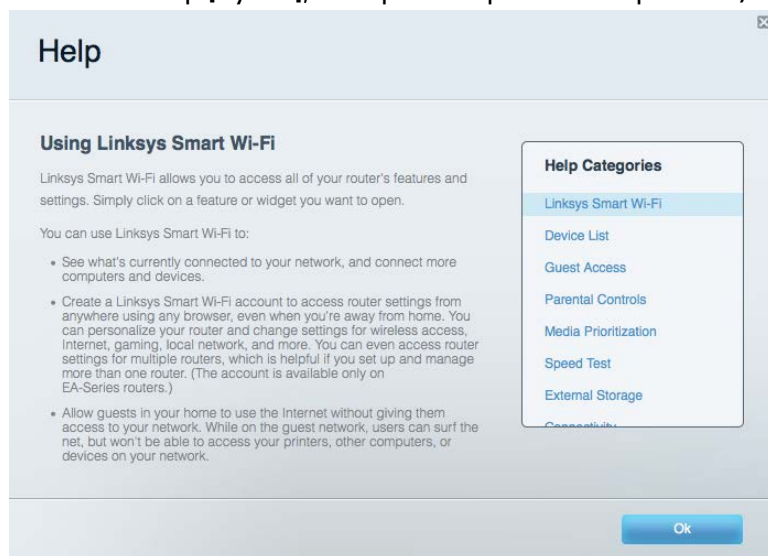 Help
Using Linksys Smart Wi-Fi
Linksys Smart Wi-Fi allows you to access all of your router's features and
settings. Simply click on a feature or widget you want to open.
You can use Linksys Smart Wi-Fi to:
• See what's currently connected to your network, and connect more
computers and devices.
• Create a Linksys Smart Wi-Fi account to access router settings from
anywhere using any browser, even when you're away from home. You
can personalize your router and change settings for wireless access,
Internet, gaming, local network, and more. You can even access router
settings for multiple routers, which is helpful if you set up and manage
more than one router. (The account is available only on
EA-Series routers.)
• Allow guests in your home to use the Internet without giving them
access to your network. While on the guest network, users can surf the
net, but won't be able to access your printers, other computers, or
devices on your network.
Help Categories
Linksys Smart Wi-Fi
Device List
Guest Access
Parental Controls
Media Prioritization
Speed Test
External Storage
Connectivity
Ok